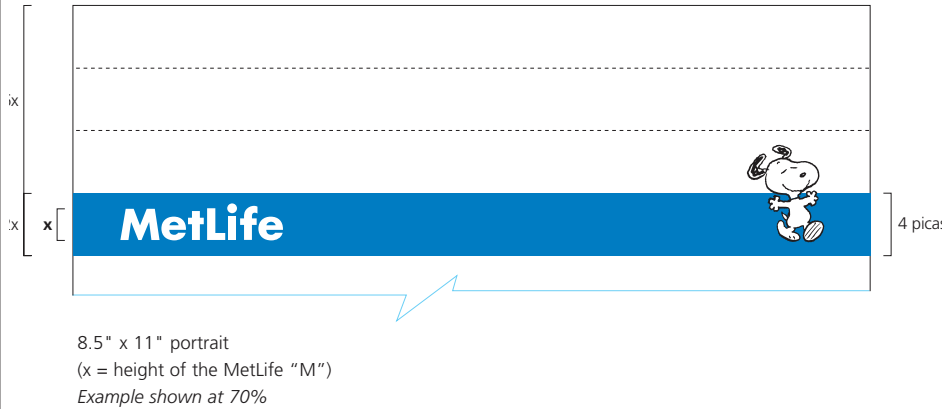 x
MetLife
x
x
4 picas
8.5" x 11" portrait
(x = height of the MetLife “M”)
Example shown at 70%